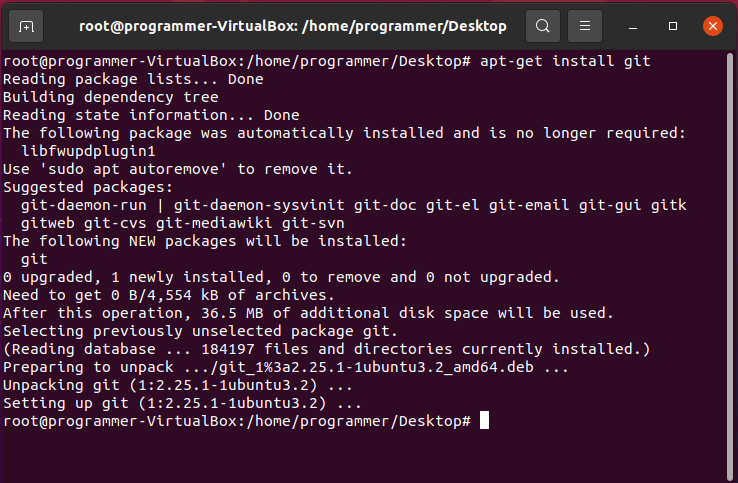 root@programmer-VirtualBox: /home/programmer/Desktop
root@programmer-VirtualBox:/home/programmer/Desktop# apt-get install git
Reading package lists... Done
Building dependency tree
Reading state information... Done
The following package was automatically installed and is no longer required:
  libfwupdplugin1
Use 'sudo apt autoremove' to remove it.
Suggested packages:
  git-daemon-run | git-daemon-sysvinit git-doc git-el git-email git-gui gitk
  gitweb git-cvs git-mediawiki git-svn
The following NEW packages will be installed:
  git
0 upgraded, 1 newly installed, 0 to remove and 0 not upgraded.
Need to get 0 B/4,554 kB of archives.
After this operation, 36.5 MB of additional disk space will be used.
Selecting previously unselected package git.
(Reading database ... 184197 files and directories currently installed.)
Preparing to unpack .../git_1%3a2.25.1-1ubuntu3.2_amd64.deb ...
Unpacking git (1:2.25.1-1ubuntu3.2) ...
Setting up git (1:2.25.1-1ubuntu3.2) ...
root@programmer-VirtualBox:/home/programmer/Desktop#